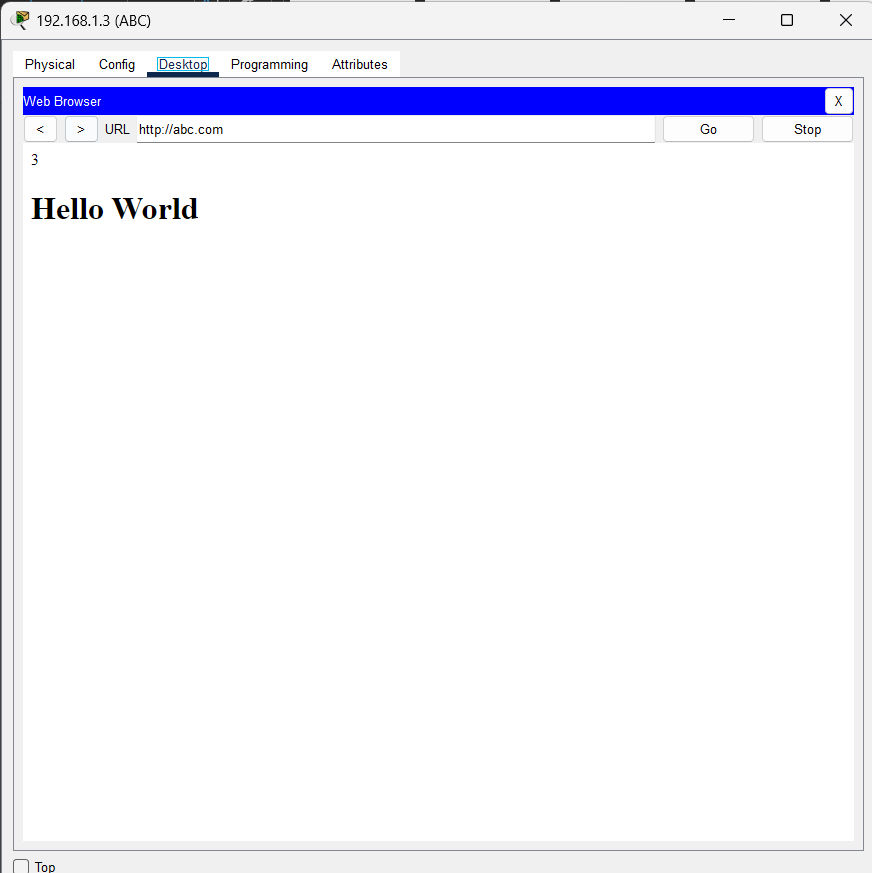 192.168.1.3 (ABC)
Physical Config Desktop Programming Attributes
Web Browser X
< > URL http://abc.com Go Stop
3
Hello World
Top